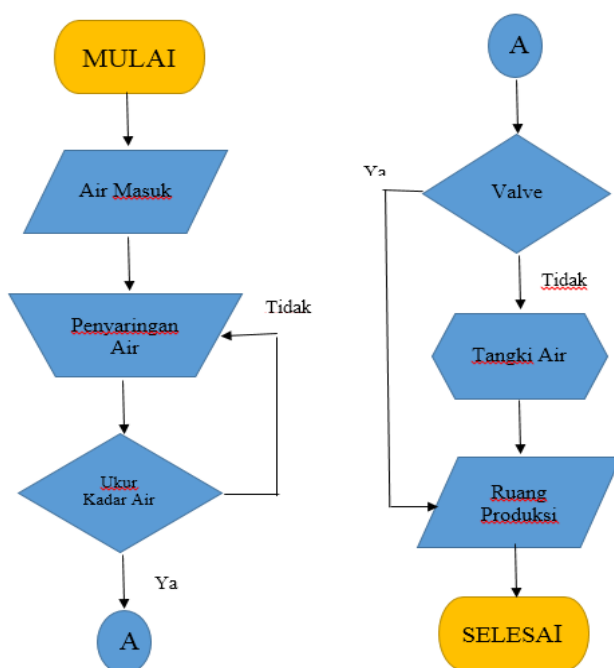 MULAI
Air Masuk
Penyaringan
Air
Tidak
Ukur
Kadar Air
Ya
A
A
Valve
Ya
Tidak
Tangki Air
Ruang
Produksi
SELESAI